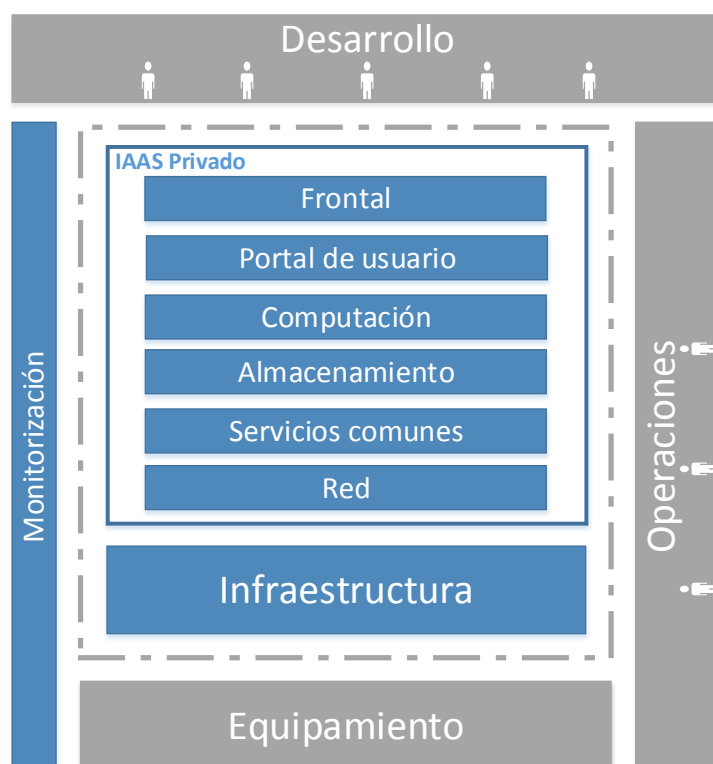 Desarrollo
IAAS Privado
Frontal
Portal de usuario
Computación
Almacenamiento
Servicios comunes
Red
Monitorización
Operaciones
Infraestructura
Equipamiento